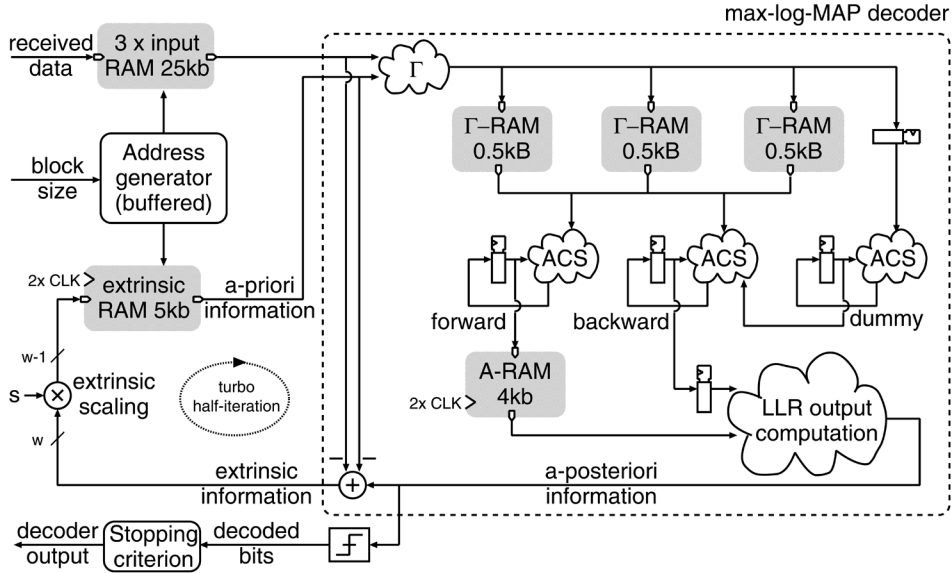 max-log-MAP decoder
received
data
3 x input
RAM 25kb
Γ
Γ–RAM
0.5kB
Γ–RAM
0.5kB
Γ–RAM
0.5kB
block
size
Address
generator
(buffered)
2x CLK
extrinsic
RAM 5kb
a-priori
information
ACS
ACS
ACS
forward
backward
dummy
w-1
S
×
extrinsic
scaling
turbo
half-iteration
w
2x CLK
A-RAM
4kb
LLR output
computation
extrinsic
information
– –
+
a-posteriori
information
decoder
output
Stopping
criterion
decoded
bits